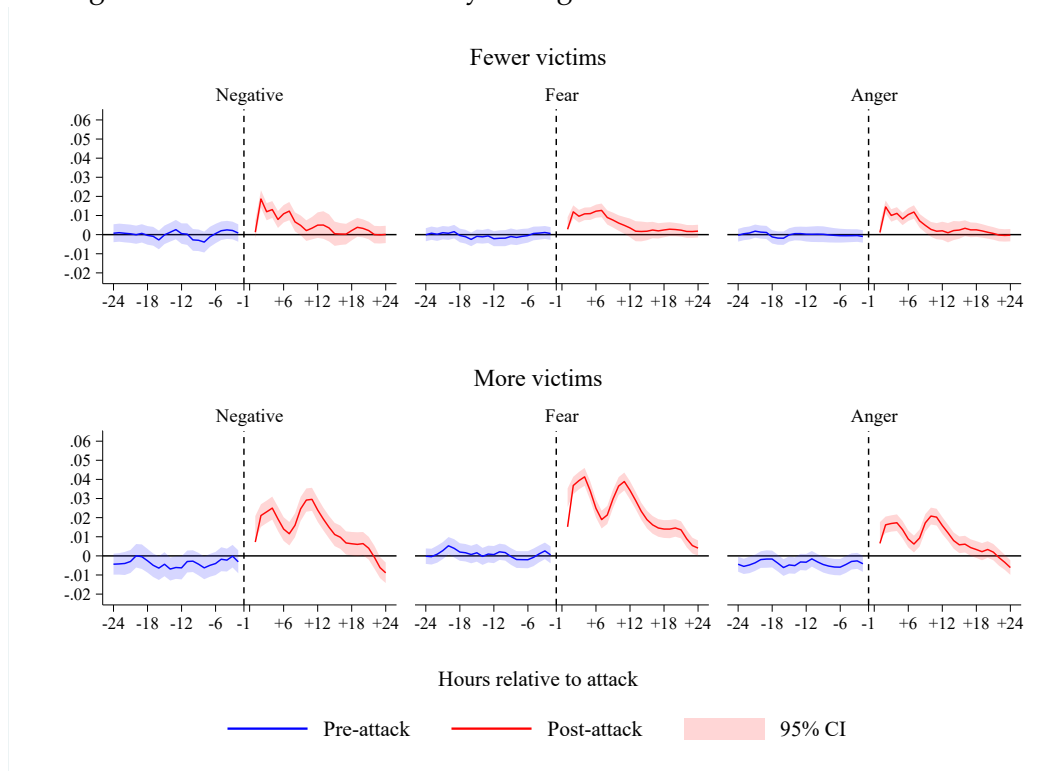 Fewer victims
Negative Fear Anger
.06
.05
.04
.03
.02
.01
0
-.01
-.02
-24 -18 -12 -6 -1 +6 +12 +18 +24 -24 -18 -12 -6 -1 +6 +12 +18 +24 -24 -18 -12 -6 -1 +6 +12 +18 +24
More victims
Negative Fear Anger
.06
.05
.04
.03
.02
.01
0
-.01
-.02
-24 -18 -12 -6 -1 +6 +12 +18 +24 -24 -18 -12 -6 -1 +6 +12 +18 +24 -24 -18 -12 -6 -1 +6 +12 +18 +24
Hours relative to attack
Pre-attack Post-attack 95% CI